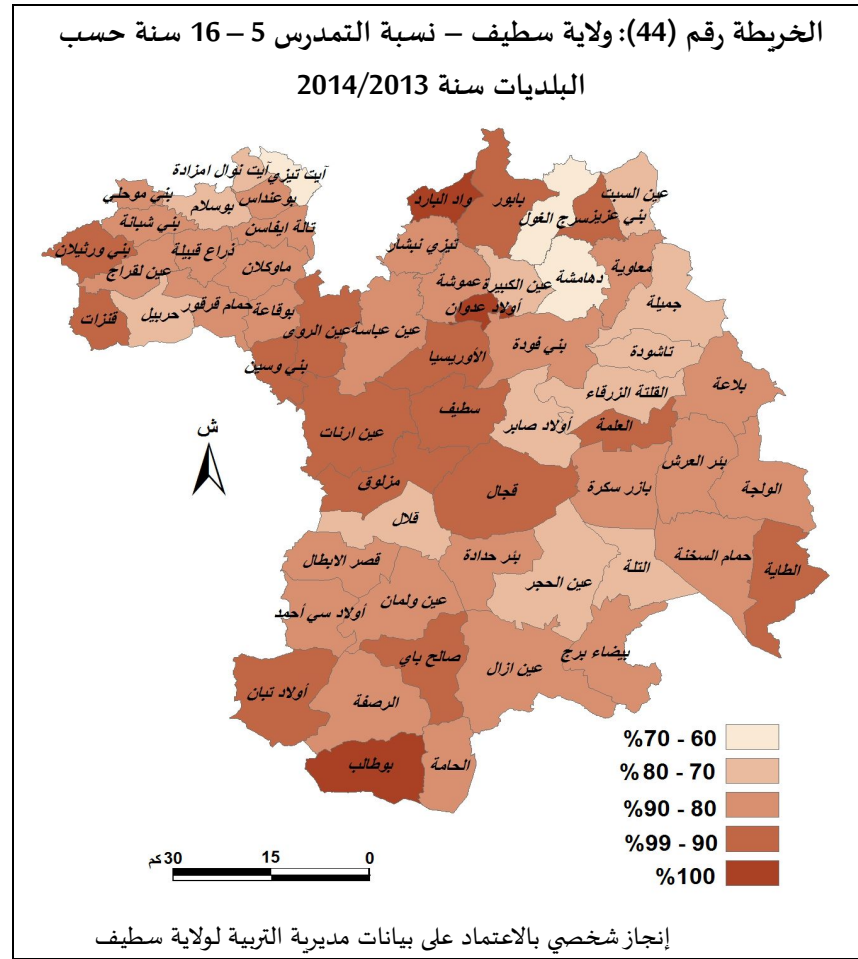 الخريطة رقم (44): ولاية سطيف – نسبة التمدرس 5 – 16 سنة حسب
البلديات سنة 2014/2013
آيت تيزي
آيت نوال امزادة
بني موحلي
بوسلام
بوعنداس
بني شبانة
تالة ايفاسن
بني ورثيلان
ذراع قبيلة
عين لقراج
ماوكلان
قنزات
حربيل
حمام قرقور
بوقاعة
عين الروى
عين عباسة
بني وسين
واد البارد
بابور
سرج الغول
بني عزيز
عين السبت
تيزي نبشار
عموشة
عين الكبيرة
دهامشة
معاوية
أولاد عدوان
جميلة
الأوريسيا
بني فودة
تاشودة
القلتة الزرقاء
بلاعة
سطيف
أولاد صابر
العلمة
عين ارنات
بئر العرش
مزلوق
قجال
بازر سكرة
الولجة
قلال
قصر الابطال
بئر حدادة
عين الحجر
التلة
حمام السخنة
الطاية
أولاد سي أحمد
عين ولمان
صالح باي
عين ازال
بيضاء برج
أولاد تبان
الرصفة
بوطالب
الحامة
ش
%70 - 60
%80 - 70
%90 - 80
%99 - 90
%100
كم 30 15 0
إنجاز شخصي بالاعتماد على بيانات مديرية التربية لولاية سطيف